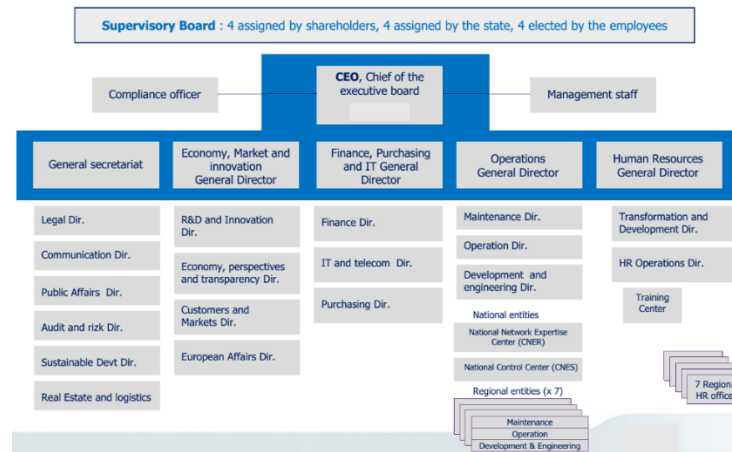 Supervisory Board : 4 assigned by shareholders, 4 assigned by the state, 4 elected by the employees
CEO, Chief of the
executive board
Compliance officer
Management staff
General secretariat
Economy, Market and
innovation
General Director
Finance, Purchasing
and IT General
Director
Operations
General Director
Human Resources
General Director
Legal Dir.
Communication Dir.
Public Affairs Dir.
Audit and rizk Dir.
Sustainable Devt Dir.
Real Estate and logistics
R&D and Innovation
Dir.
Economy, perspectives
and transparency Dir.
Customers and
Markets Dir.
European Affairs Dir.
Finance Dir.
IT and telecom Dir.
Purchasing Dir.
Maintenance Dir.
Operation Dir.
Development and
engineering Dir.
National entities
National Network Expertise
Center (CNER)
National Control Center (CNES)
Regional entities (x 7)
Maintenance
Operation
Development & Engineering
Transformation and
Development Dir.
HR Operations Dir.
Training
Center
7 Regional
HR office